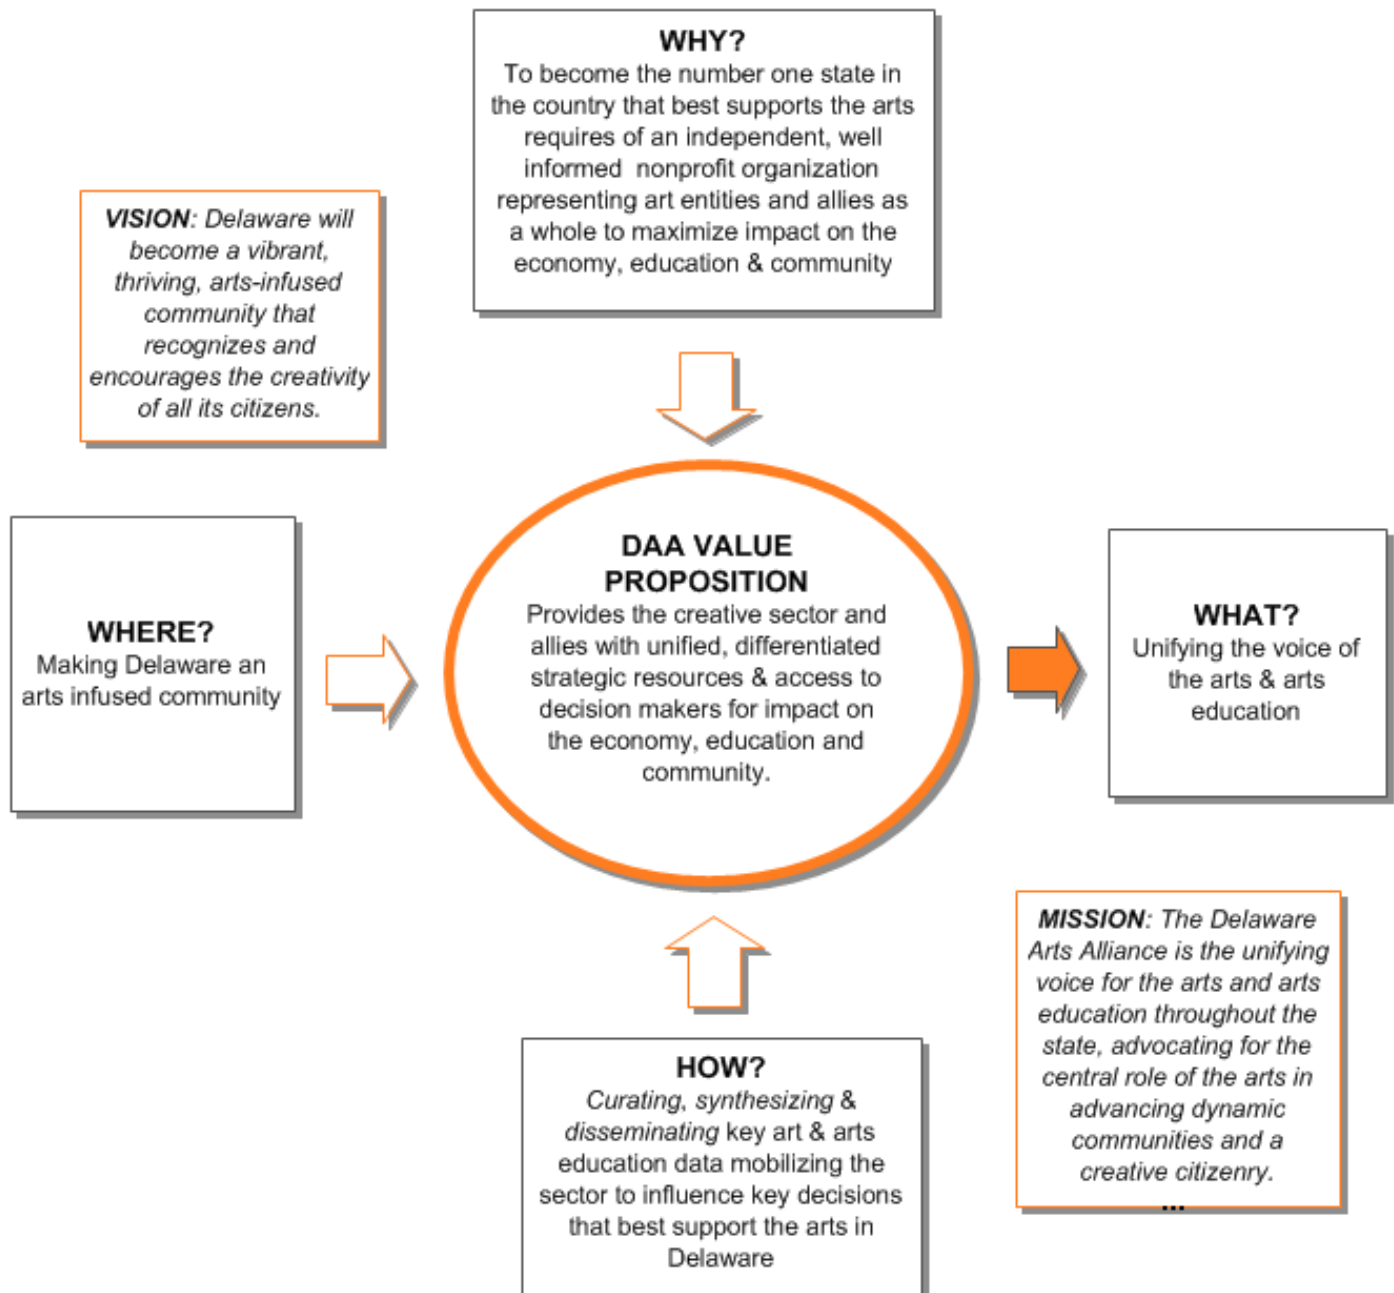 WHY?
To become the number one state in
the country that best supports the arts
requires of an independent, well
informed nonprofit organization
representing art entities and allies as
a whole to maximize impact on the
economy, education & community
VISION: Delaware will
become a vibrant,
thriving, arts-infused
community that
recognizes and
encourages the creativity
of all its citizens.
WHERE?
Making Delaware an
arts infused community
DAA VALUE
PROPOSITION
Provides the creative sector and
allies with unified, differentiated
strategic resources & access to
decision makers for impact on
the economy, education and
community.
WHAT?
Unifying the voice of
the arts & arts
education
HOW?
Curating, synthesizing &
disseminating key art & arts
education data mobilizing the
sector to influence key decisions
that best support the arts in
Delaware
MISSION: The Delaware
Arts Alliance is the unifying
voice for the arts and arts
education throughout the
state, advocating for the
central role of the arts in
advancing dynamic
communities and a
creative citizenry.
...